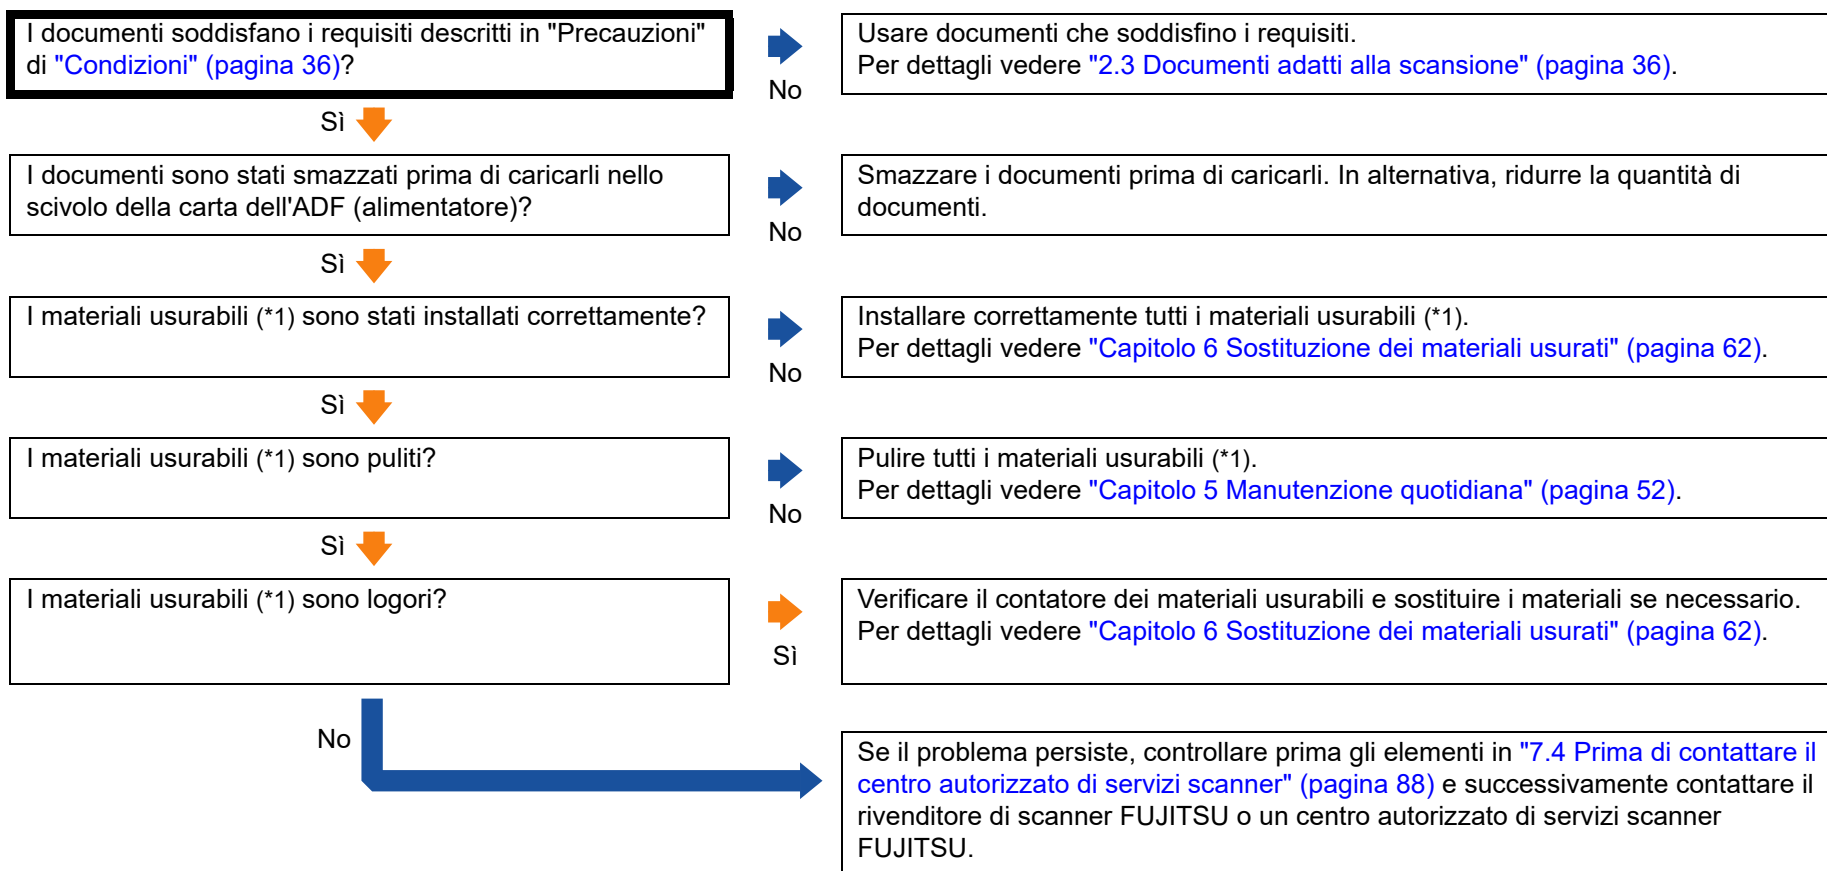 I documenti soddisfano i requisiti descritti in "Precauzioni"
di "Condizioni" (pagina 36)?
No
Usare documenti che soddisfino i requisiti.
Per dettagli vedere "2.3 Documenti adatti alla scansione" (pagina 36).
Sì
I documenti sono stati smazzati prima di caricarli nello
scivolo della carta dell'ADF (alimentatore)?
No
Smazzare i documenti prima di caricarli. In alternativa, ridurre la quantità di
documenti.
Sì
I materiali usurabili (*1) sono stati installati correttamente?
No
Installare correttamente tutti i materiali usurabili (*1).
Per dettagli vedere "Capitolo 6 Sostituzione dei materiali usurati" (pagina 62).
Sì
I materiali usurabili (*1) sono puliti?
No
Pulire tutti i materiali usurabili (*1).
Per dettagli vedere "Capitolo 5 Manutenzione quotidiana" (pagina 52).
Sì
I materiali usurabili (*1) sono logori?
Sì
Verificare il contatore dei materiali usurabili e sostituire i materiali se necessario.
Per dettagli vedere "Capitolo 6 Sostituzione dei materiali usurati" (pagina 62).
No
Se il problema persiste, controllare prima gli elementi in "7.4 Prima di contattare il
centro autorizzato di servizi scanner" (pagina 88) e successivamente contattare il
rivenditore di scanner FUJITSU o un centro autorizzato di servizi scanner
FUJITSU.